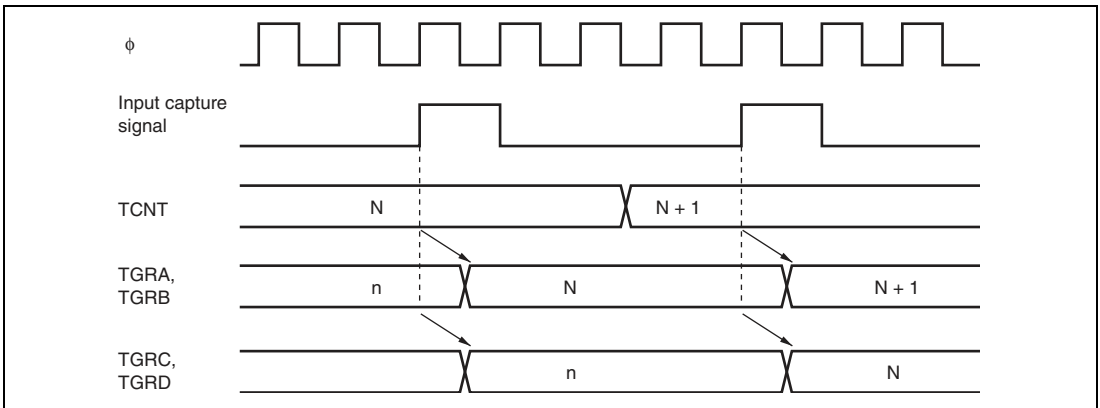 ϕ
Input capture
signal
TCNT
N
N + 1
TGRA,
TGRB
n
N
N + 1
TGRC,
TGRD
n
N